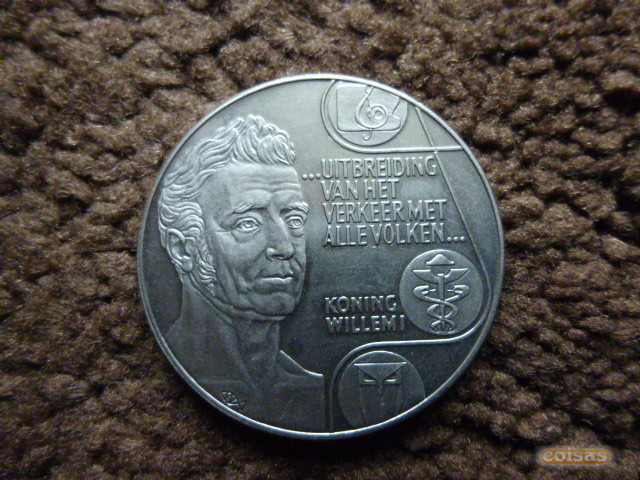 ...UITBREIDING
VAN HET
VERKEER MET
ALLE VOLKEN...
KONING
WILLEM I
coisas